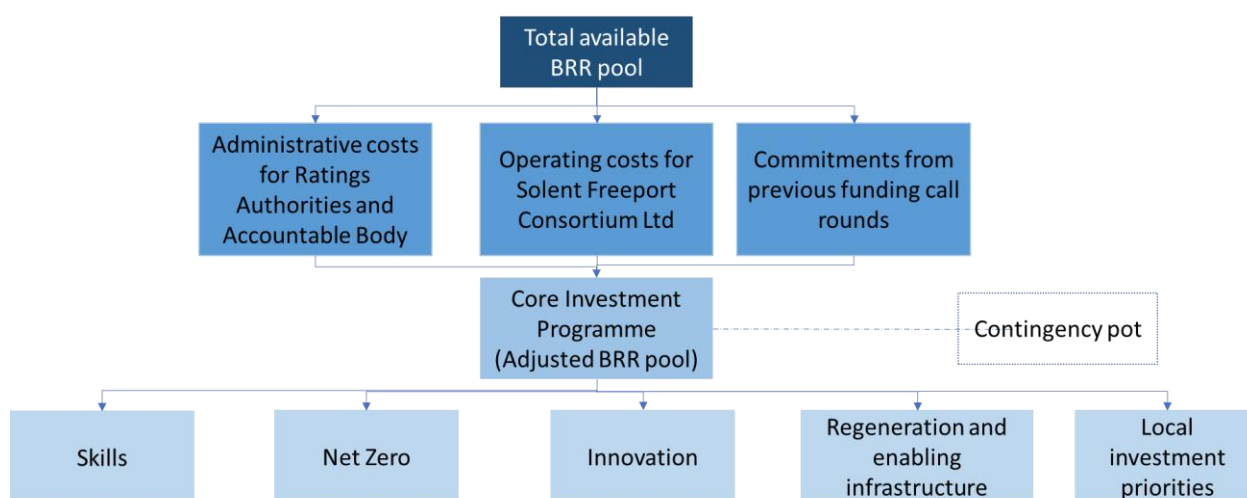 Total available
BRR pool
Administrative costs
for Ratings
Authorities and
Accountable Body
Operating costs for
Solent Freeport
Consortium Ltd
Commitments from
previous funding call
rounds
Core Investment
Programme
(Adjusted BRR pool)
Contingency pot
Skills
Net Zero
Innovation
Regeneration and
enabling
infrastructure
Local
investment
priorities